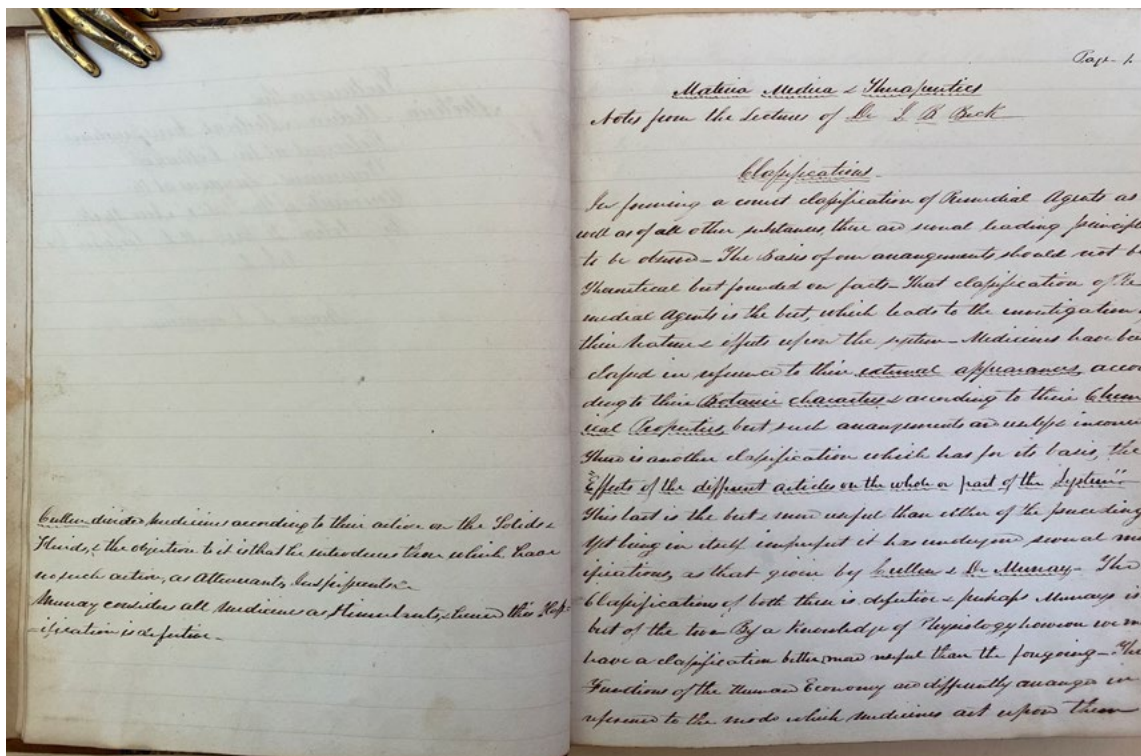 Cullen divides Medicines according to their action on the Solids &
Fluids, & the objection to it is that he introduces those which have
no such action, as Attenuants, Inspissants &
Murray considers all Medicines as Stimulants, & hence this Class-
-ification is defective -
Page 1.
Materia Medica & Therapeutics
Notes from the Lectures of Dr J B Beck
Classifications -
In forming a correct classification of Remedial Agents as
well as of all other substances, there are several leading principl
to be observed - The Basis of our arrangements should not b
Theoretical but founded on facts - That classification of Re
medial Agents is the best, which leads to the investigation
their Nature & effects upon the system - Medicines have be
classed in reference to their external appearances, accor
ding to their Botanic characters & according to their Chem
ical Properties, but such arrangements are useless & inconve
There is another classification which has for its basis, the
"Effects of the different articles on the whole or part of the System"
This last is the best & more useful than either of the preceding
Yet being in itself imperfect it has undergone several mo
ifications, as that given by Cullen & Dr Murray - The
Classifications of both these is defective & perhaps Murrays is
best of the two - By a Knowledge of Physiology however we m
have a classification better, more useful than the foregoing - The
Functions of the Human Economy are differently arranged in
reference to the mode which medicines act upon them